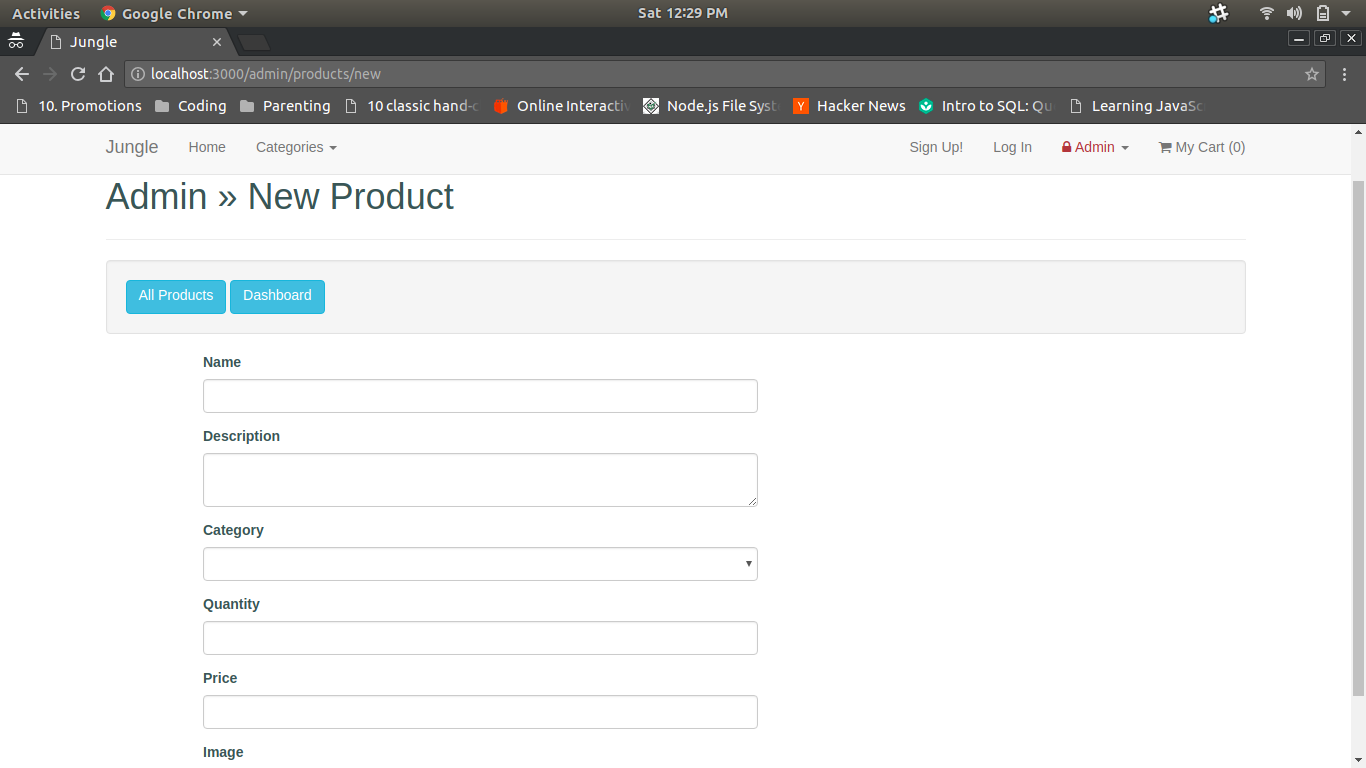 Activities Google Chrome Sat 12:29 PM
Jungle
localhost:3000/admin/products/new
10. Promotions Coding Parenting 10 classic hand- Online Interactiv Node.js File Syst Y Hacker News Intro to SQL: Qu Learning JavaSc
Jungle Home Categories Sign Up! Log In Admin My Cart (0)
Admin » New Product
All Products Dashboard
Name
Description
Category
Quantity
Price
Image